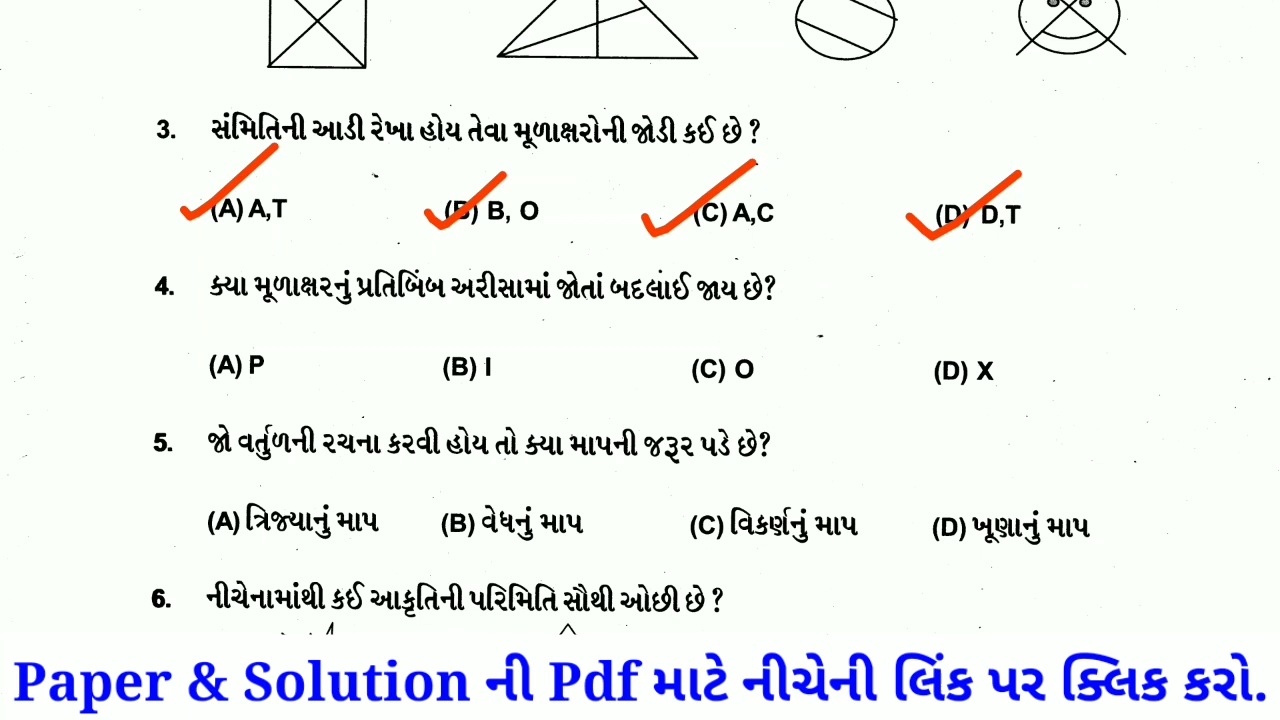 3. સંમિતિની આડી રેખા હોય તેવા મૂળાક્ષરોની જોડી કઈ છે ?
(A) A,T (B) B, O (C) A,C (D) D,T
4. ક્યા મૂળાક્ષરનું પ્રતિબિંબ અરીસામાં જોતાં બદલાઈ જાય છે?
(A) P (B) I (C) O (D) X
5. જો વર્તુળની રચના કરવી હોય તો ક્યા માપની જરૂર પડે છે?
(A) ત્રિજ્યાનું માપ (B) વેધનું માપ (C) વિકર્ણનું માપ (D) ખૂણાનું માપ
6. નીચેનામાંથી કઈ આકૃતિની પરિમિતિ સૌથી ઓછી છે ?
Paper & Solution ની Pdf માટે નીચેની લિંક પર ક્લિક કરો.